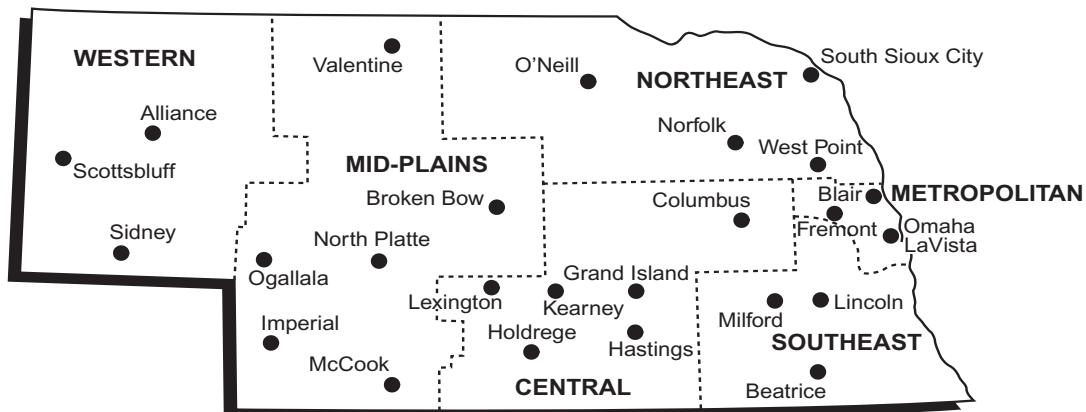 WESTERN
Valentine
O’Neill
South Sioux City
NORTHEAST
Alliance
Norfolk
West Point
Scottsbluff
MID-PLAINS
Broken Bow
Columbus
Blair
METROPOLITAN
Fremont
Omaha
LaVista
Sidney
North Platte
Ogallala
Grand Island
Lexington
Kearney
Lincoln
Milford
Imperial
Holdrege
Hastings
SOUTHEAST
McCook
CENTRAL
Beatrice